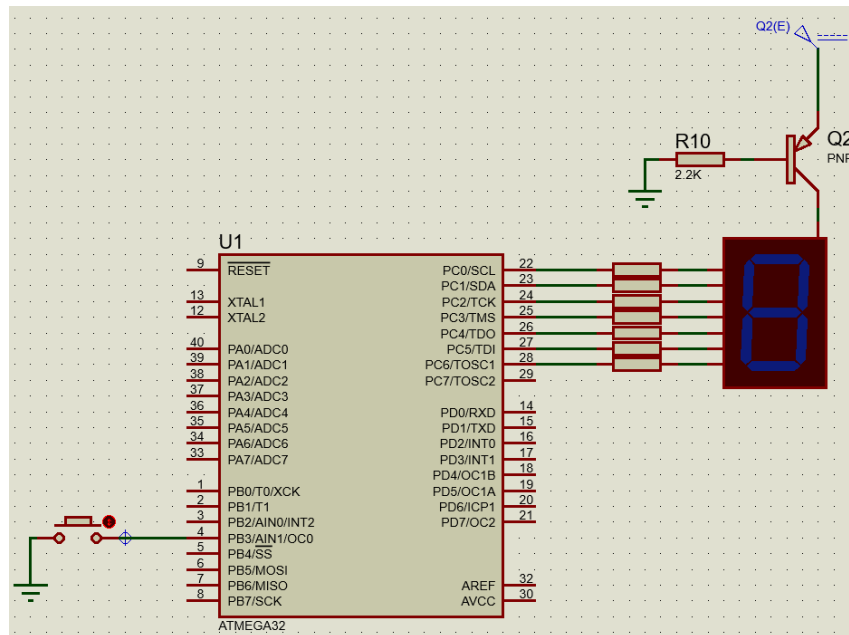 Q2(E)
R10
2.2K
Q2
PNP
U1
9 RESET PC0/SCL 22
PC1/SDA 23
13 XTAL1 PC2/TCK 24
12 XTAL2 PC3/TMS 25
PC4/TDO 26
40 PA0/ADC0 PC5/TDI 27
39 PA1/ADC1 PC6/TOSC1 28
38 PA2/ADC2 PC7/TOSC2 29
37 PA3/ADC3
36 PA4/ADC4 PD0/RXD 14
35 PA5/ADC5 PD1/TXD 15
34 PA6/ADC6 PD2/INT0 16
33 PA7/ADC7 PD3/INT1 17
PD4/OC1B 18
1 PB0/T0/XCK PD5/OC1A 19
2 PB1/T1 PD6/ICP1 20
3 PB2/AIN0/INT2 PD7/OC2 21
4 PB3/AIN1/OC0
5 PB4/SS
6 PB5/MOSI
7 PB6/MISO AREF 32
8 PB7/SCK AVCC 30
ATMEGA32